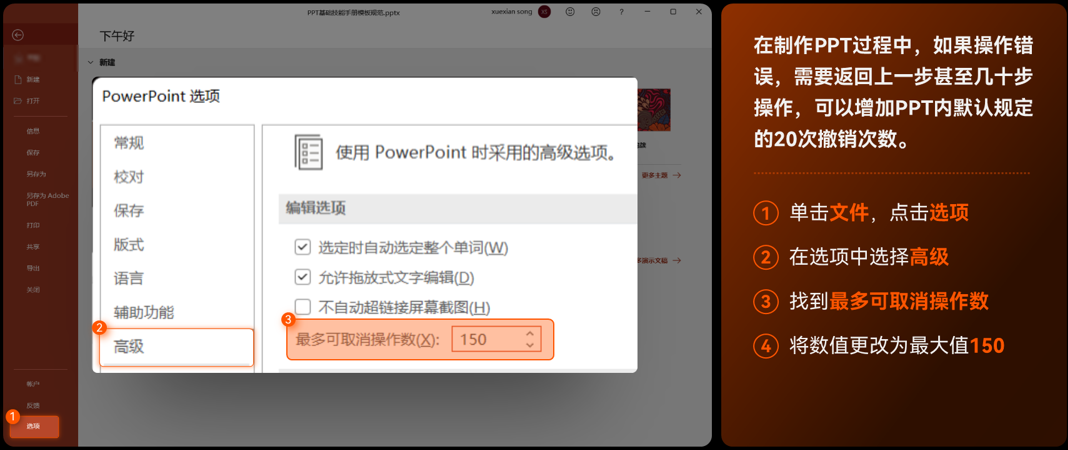 PPT基础技能手册模板规范.pptx
xuexian song
XS
?
下午好
新建
新建
打开
信息
保存
另存为
另存为 Adobe
PDF
打印
共享
导出
关闭
帐户
反馈
1
选项
更多主题
PowerPoint 选项
常规
校对
保存
版式
语言
辅助功能
2
高级
使用 PowerPoint 时采用的高级选项。
编辑选项
选定时自动选定整个单词(W)
允许拖放式文字编辑(D)
不自动超链接屏幕截图(H)
3
最多可取消操作数(X): 150
在制作PPT过程中，如果操作错
误，需要返回上一步甚至几十步
操作，可以增加PPT内默认规定
的20次撤销次数。
1 单击文件，点击选项
2 在选项中选择高级
3 找到最多可取消操作数
4 将数值更改为最大值150